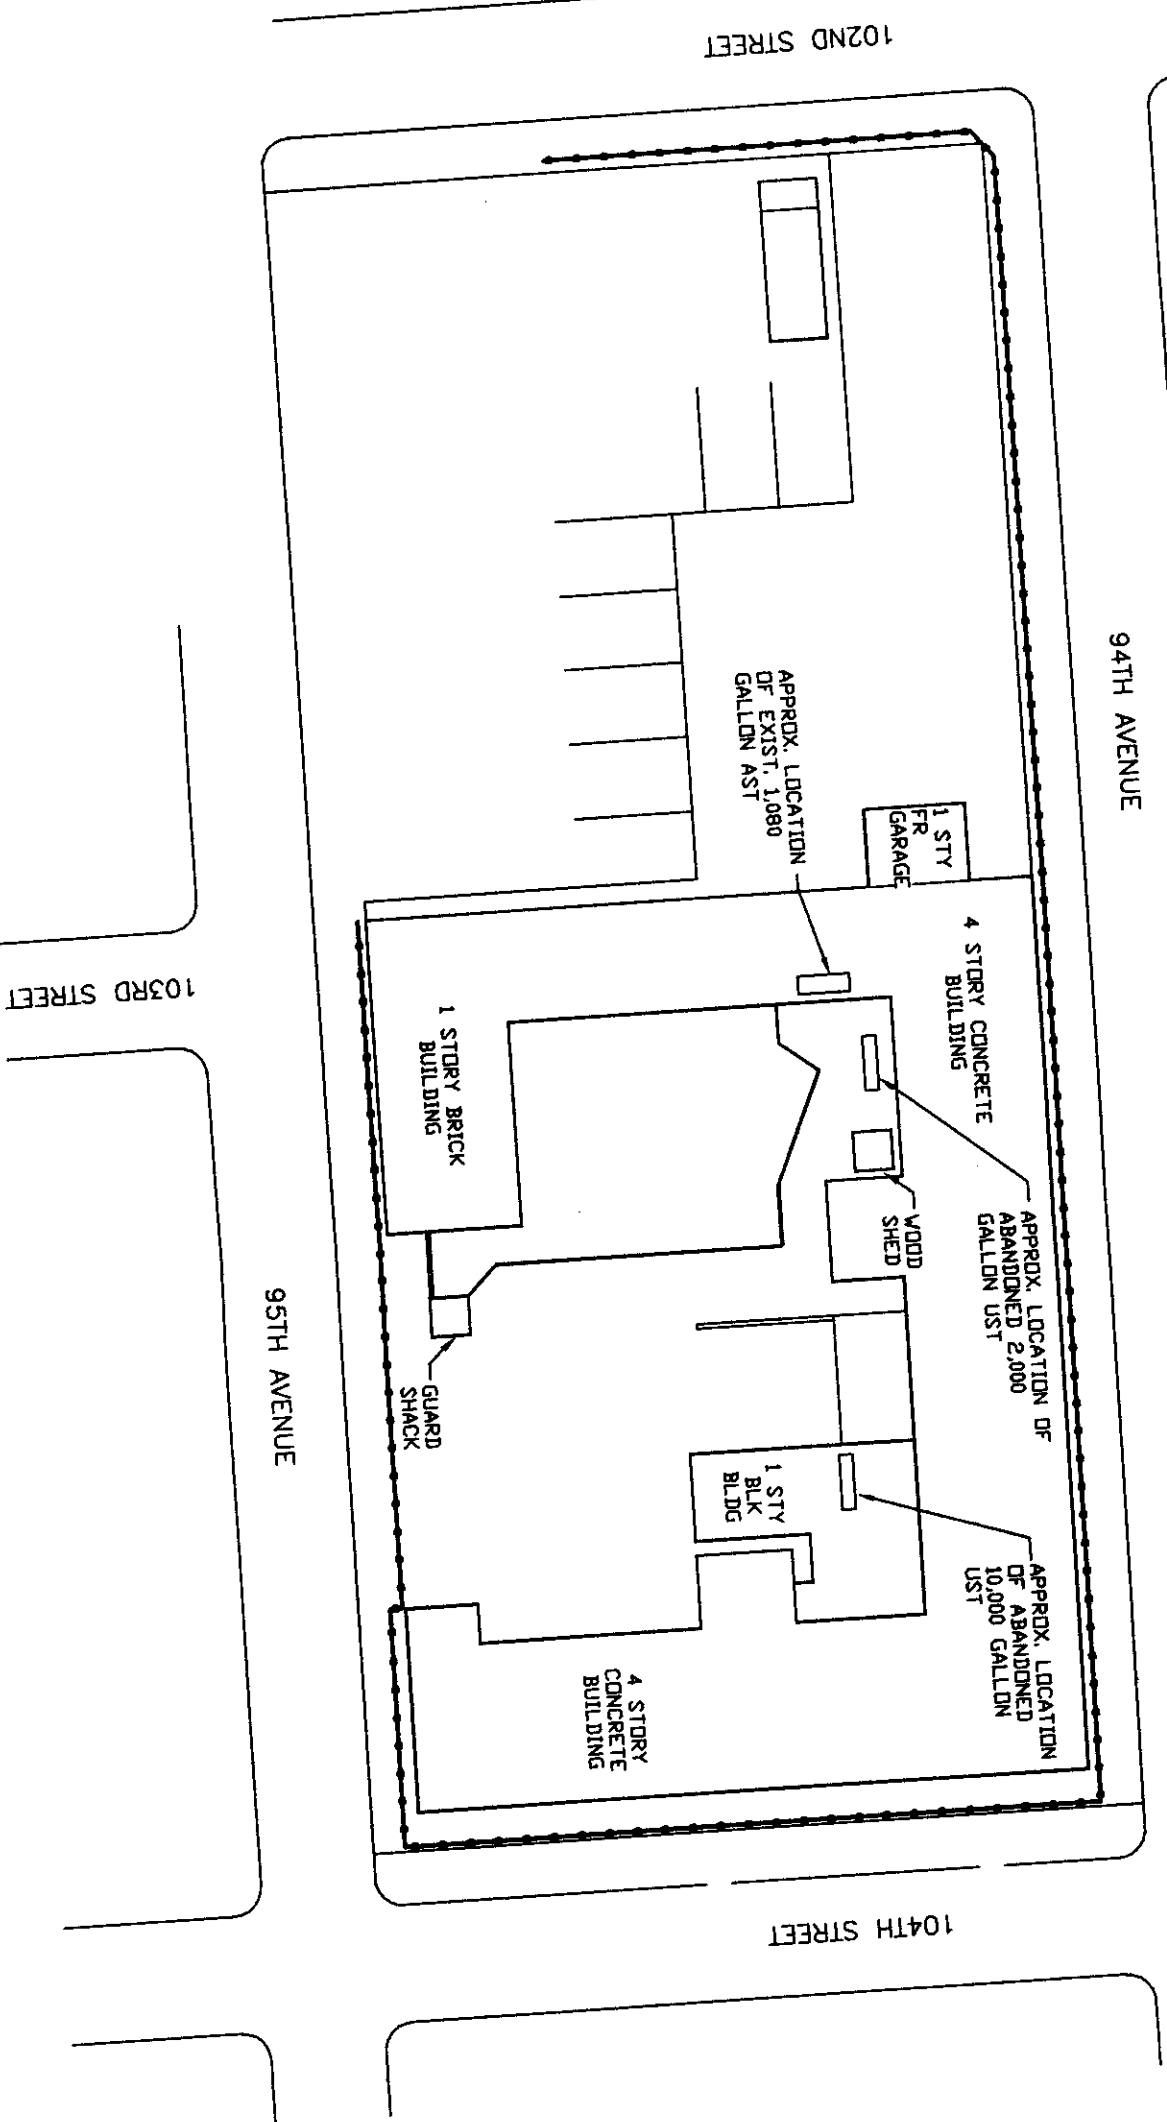 102ND STREET
94TH AVENUE
APPROX. LOCATION
OF EXIST. 1,080
GALLON AST
1 STY
FR
GARAGE
4 STORY CONCRETE
BUILDING
103RD STREET
1 STORY BRICK
BUILDING
APPROX. LOCATION OF
ABANDONED 2,000
GALLON UST
WOOD
SHED
95TH AVENUE
GUARD
SHACK
1 STY
BLK
BLDG
APPROX. LOCATION
OF ABANDONED
10,000 GALLON
UST
4 STORY
CONCRETE
BUILDING
104TH STREET